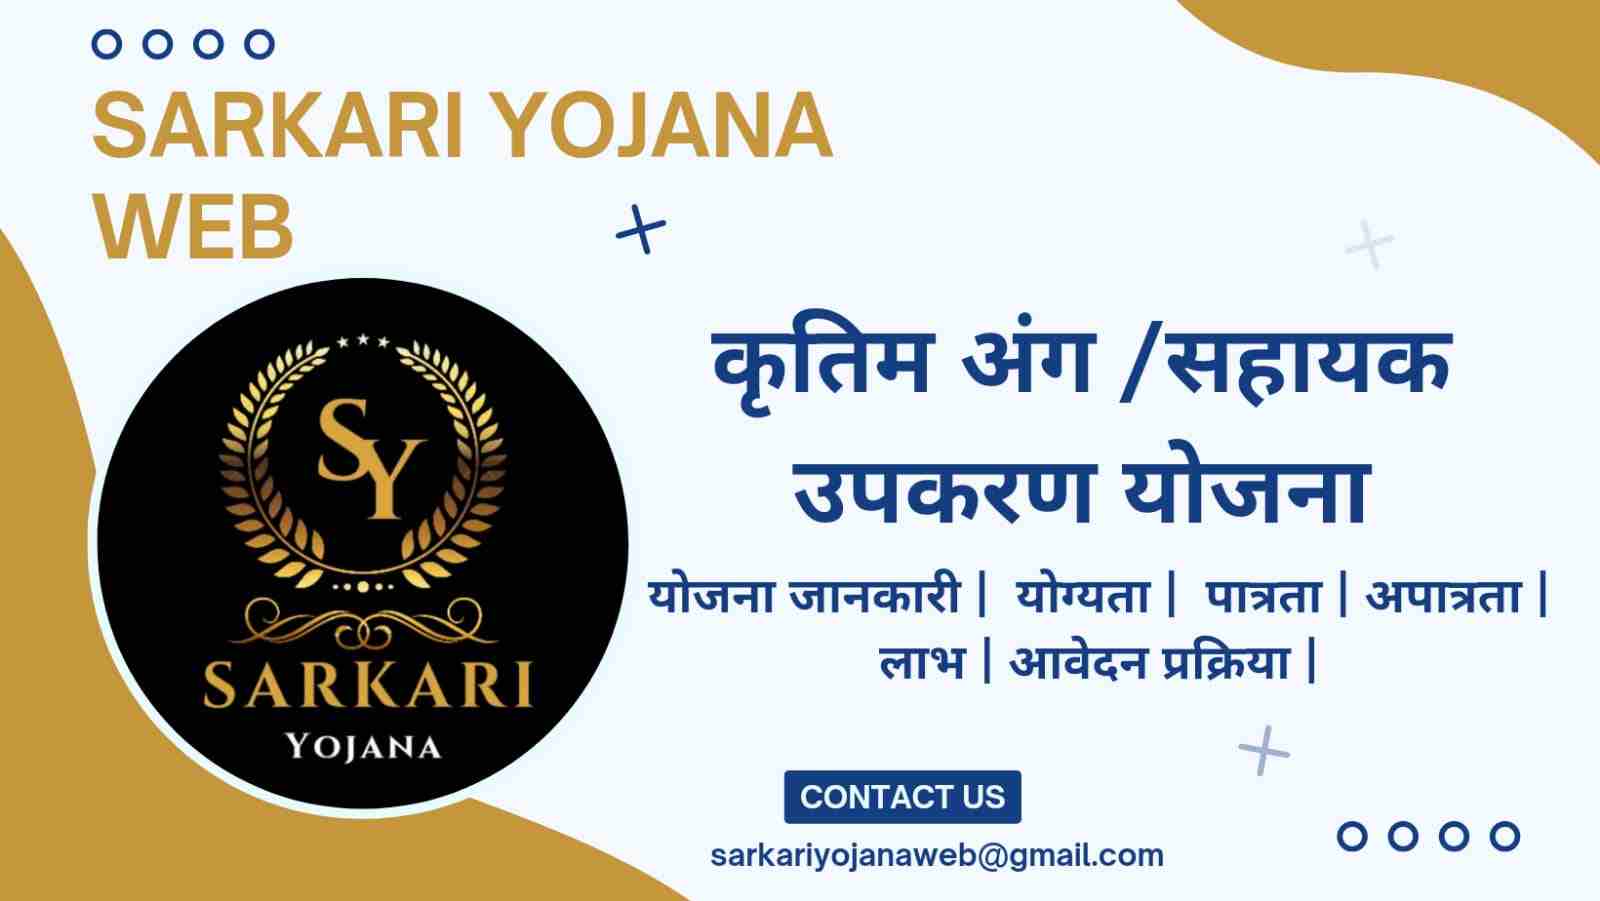 SARKARI YOJANA
WEB
SY
SARKARI
YOJANA
कृतिम अंग /सहायक
उपकरण योजना
योजना जानकारी | योग्यता | पात्रता | अपात्रता |
लाभ | आवेदन प्रक्रिया |
CONTACT US
sarkariyojanaweb@gmail.com